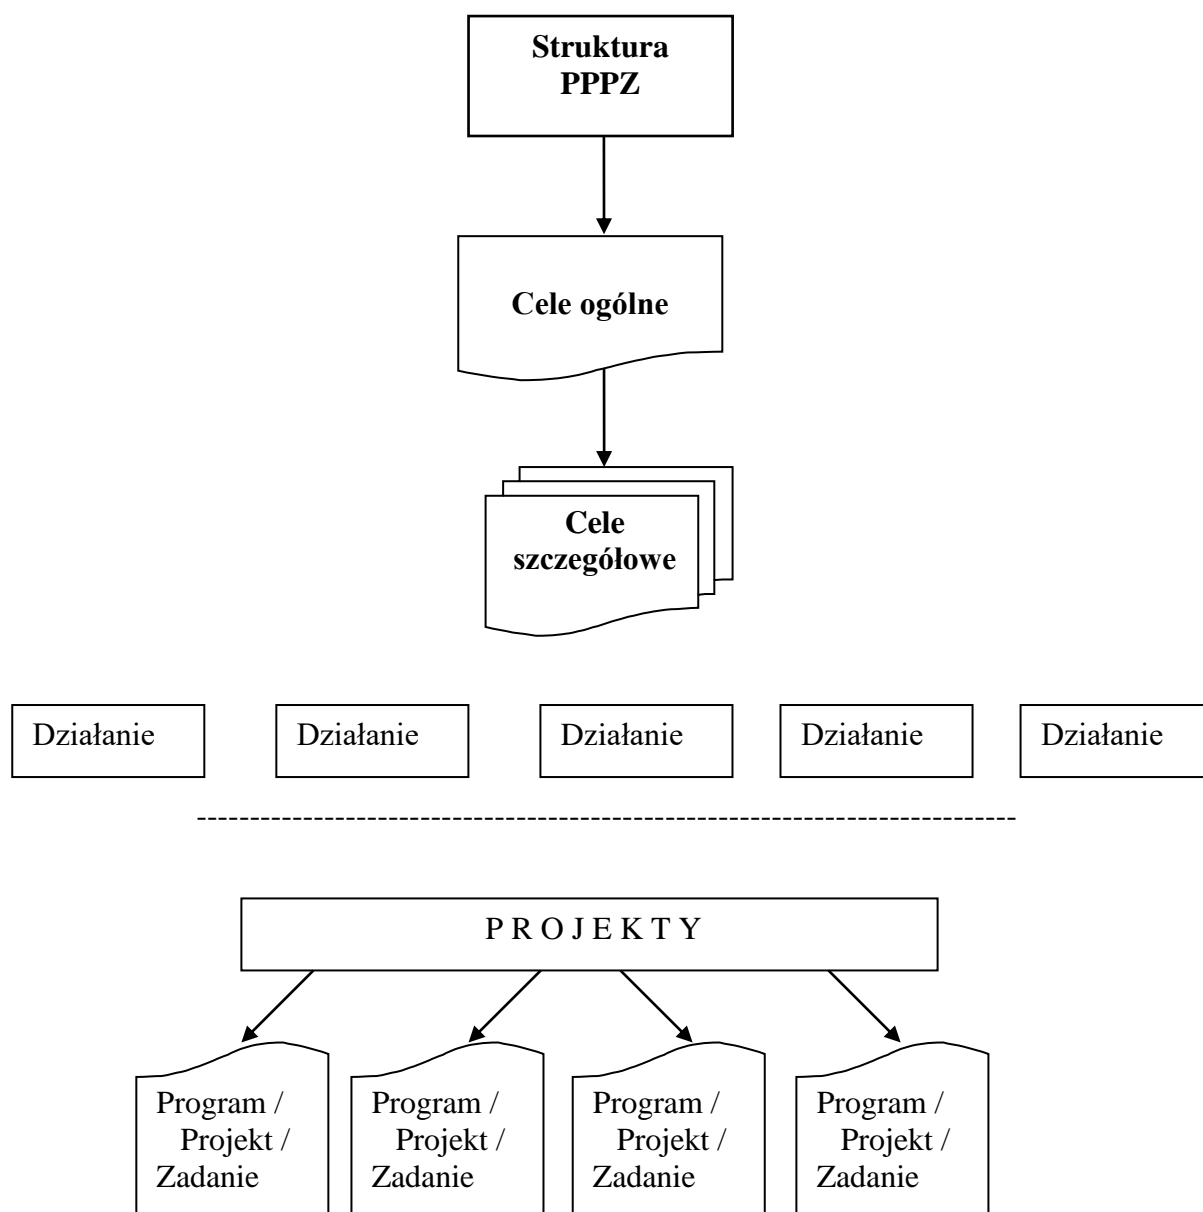 Struktura
PPPZ
Cele ogólne
Cele
szczegółowe
Działanie Działanie Działanie Działanie Działanie
P R O J E K T Y
Program / Program / Program / Program /
Projekt / Projekt / Projekt / Projekt /
Zadanie Zadanie Zadanie Zadanie